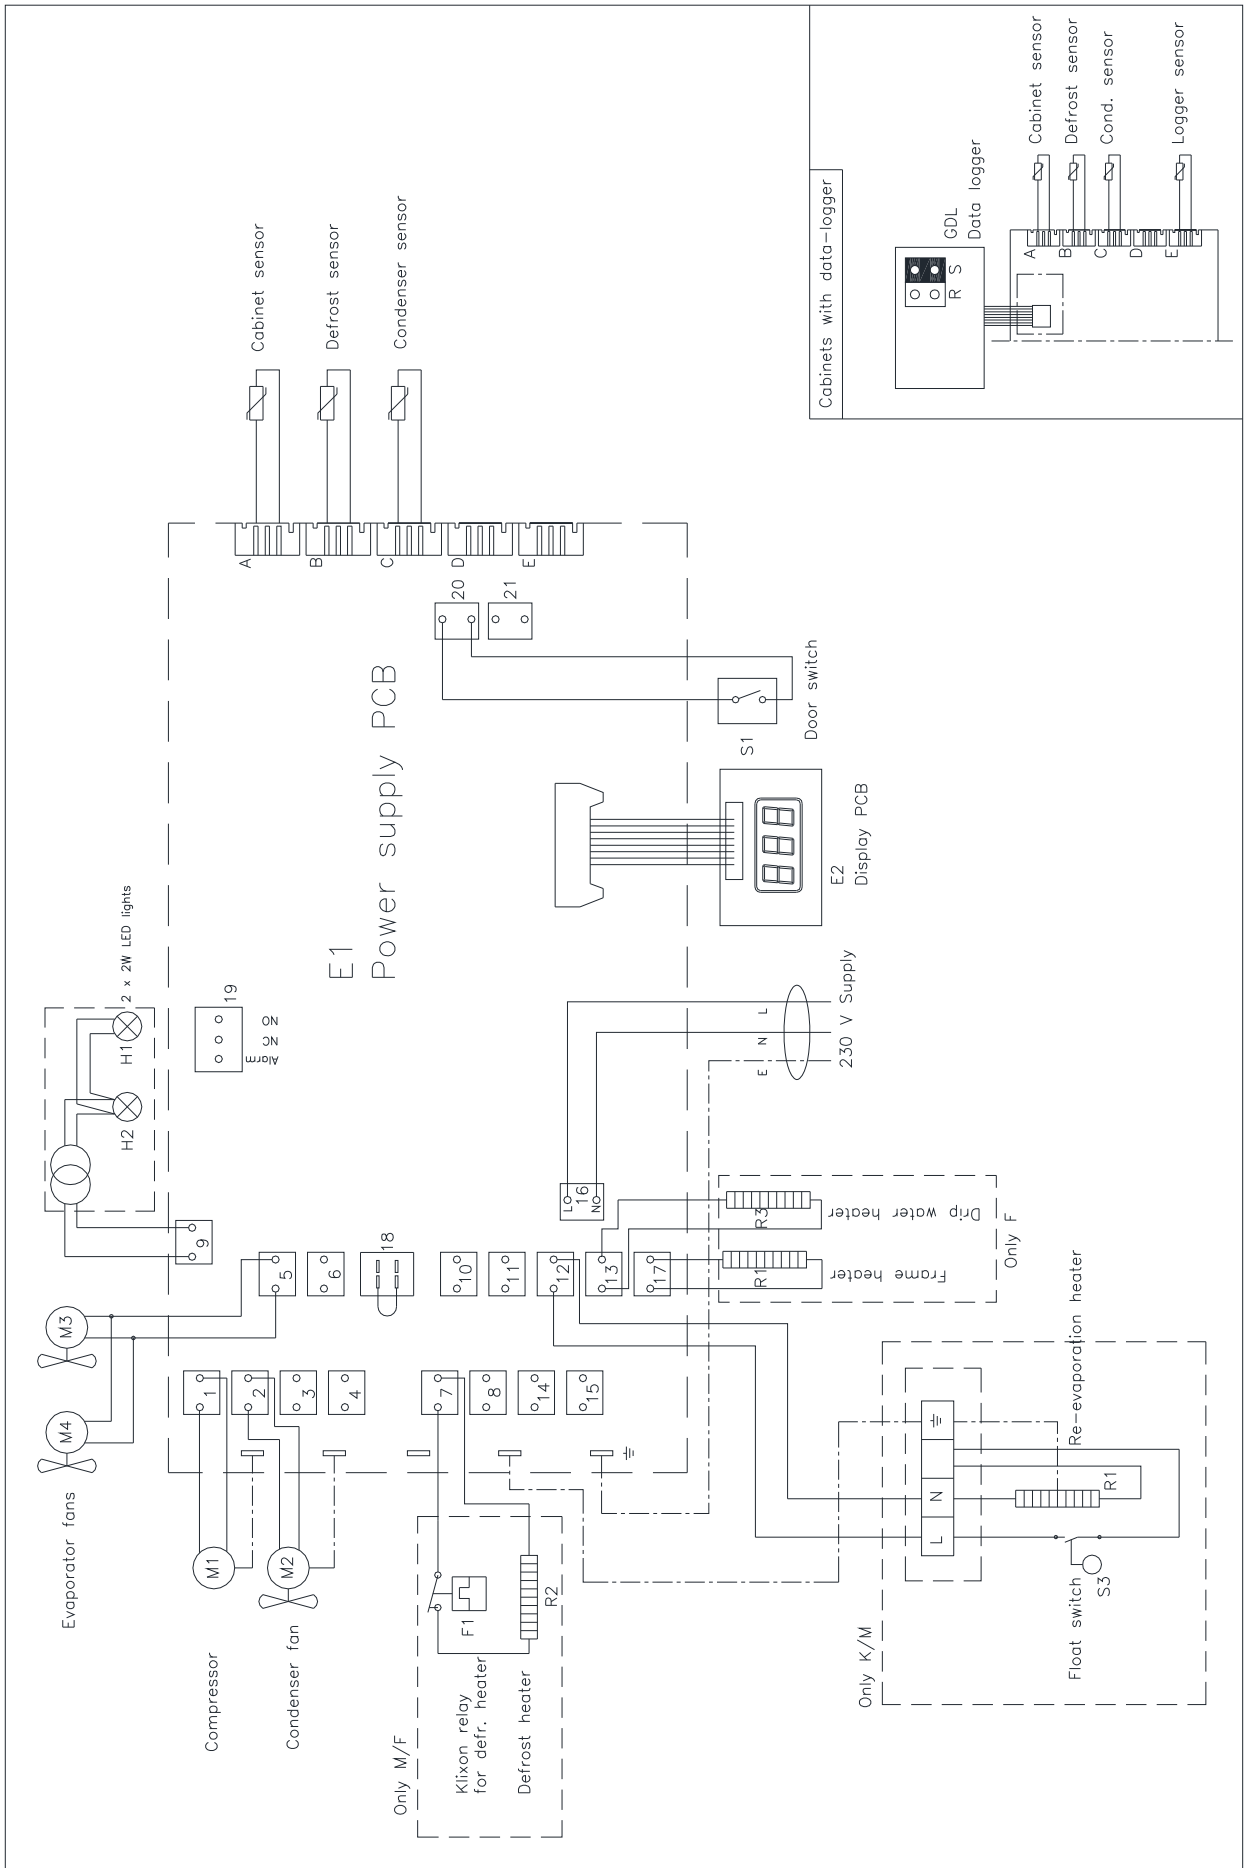 Evaporator fans
M4
M3
H2
H1
2 x 2W LED lights
Compressor
M1
Condenser fan
M2
1
2
3
4
5
6
9
18
19
Alarm
NC
NO
E1
Power supply PCB
A
Cabinet sensor
B
Defrost sensor
C
Condenser sensor
D
E
Only M/F
Klixon relay
for defr. heater
F1
Defrost heater
R2
7
8
14
15
10
11
12
13
17
L
16
N
20
21
S1
Door switch
E2
Display PCB
E
N
L
230 V Supply
R3
Drip water heater
R1
Frame heater
Only F
Only K/M
L
N
Re-evaporation heater
R1
Float switch
S3
Cabinets with data-logger
R
S
GDL
Data logger
A
Cabinet sensor
B
Defrost sensor
C
Cond. sensor
D
E
Logger sensor